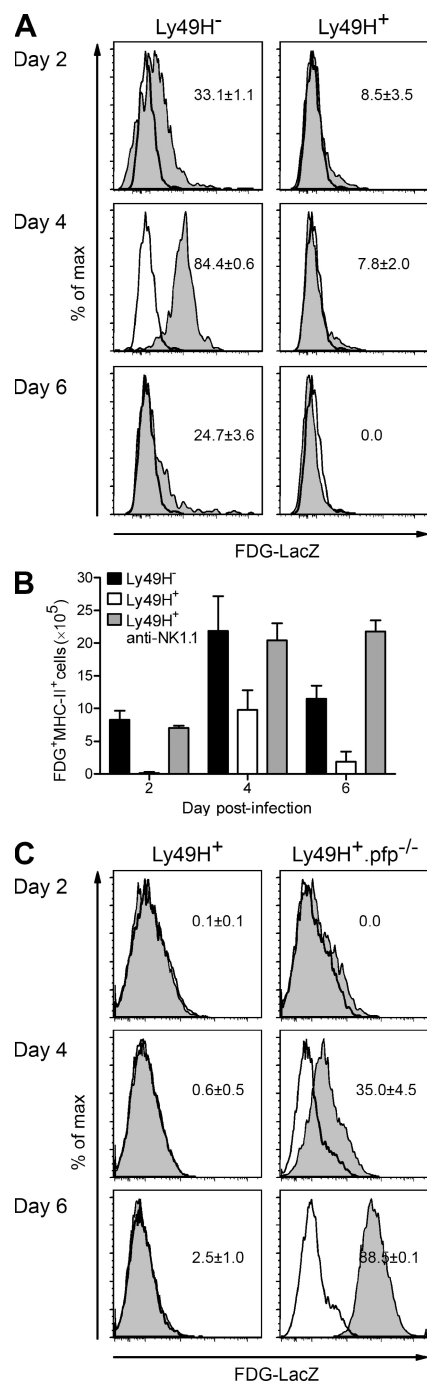 A
Ly49H⁻ Ly49H⁺
Day 2
33.1±1.1 8.5±3.5
Day 4
84.4±0.6 7.8±2.0
Day 6
24.7±3.6 0.0
% of max
FDG-LacZ
B
Ly49H⁻
Ly49H⁺
Ly49H⁺
anti-NK1.1
FDG⁺MHC-II⁺cells (×10⁵)
30
25
20
15
10
5
0
2 4 6
Day post-infection
C
Ly49H⁺ Ly49H⁺.pfp⁻/⁻
Day 2
0.1±0.1 0.0
Day 4
0.6±0.5 35.0±4.5
Day 6
2.5±1.0 88.5±0.1
% of max
FDG-LacZ